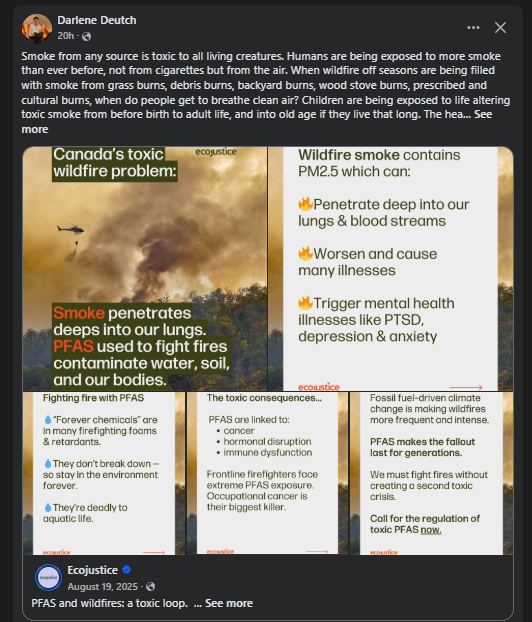 Darlene Deutch
20h ·
Smoke from any source is toxic to all living creatures. Humans are being exposed to more smoke
than ever before, not from cigarettes but from the air. When wildfire off seasons are being filled
with smoke from grass burns, debris burns, backyard burns, wood stove burns, prescribed and
cultural burns, when do people get to breathe clean air? Children are being exposed to life altering
toxic smoke from before birth to adult life, and into old age if they live that long. The hea... See
more
Canada's toxic
wildfire problem:
ecojustice
Smoke penetrates
deeps into our lungs.
PFAS used to fight fires
contaminate water, soil,
and our bodies.
Wildfire smoke contains
PM2.5 which can:
🔥Penetrate deep into our
lungs & blood streams
🔥Worsen and cause
many illnesses
🔥Trigger mental health
illnesses like PTSD,
depression & anxiety
ecojustice
Fighting fire with PFAS
💧"Forever chemicals" are
in many firefighting foams
& retardants.
💧They don't break down –
so stay in the environment
forever.
💧They're deadly to
aquatic life.
ecojustice
The toxic consequences...
PFAS are linked to:
• cancer
• hormonal disruption
• immune dysfunction
Frontline firefighters face
extreme PFAS exposure.
Occupational cancer is
their biggest killer.
ecojustice
Fossil fuel-driven climate
change is making wildfires
more frequent and intense.
PFAS makes the fallout
last for generations.
We must fight fires without
creating a second toxic
crisis.
Call for the regulation of
toxic PFAS now.
ecojustice
ecojustice
Ecojustice
August 19, 2025 ·
PFAS and wildfires: a toxic loop. ... See more